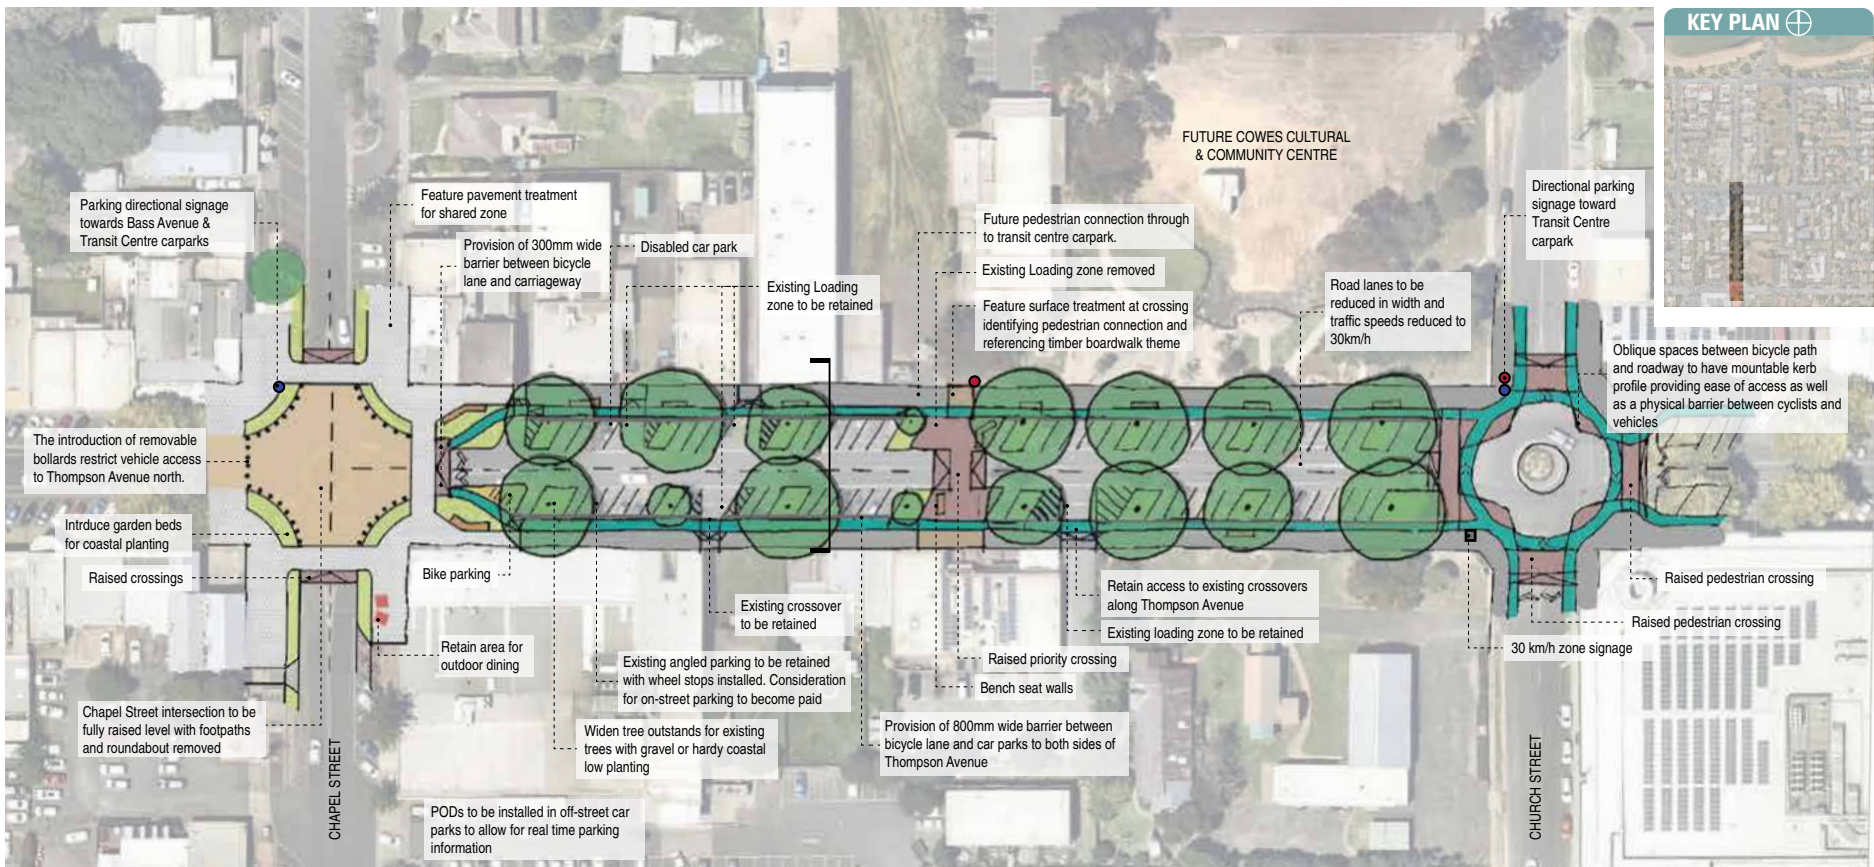 KEY PLAN
FUTURE COWES CULTURAL
& COMMUNITY CENTRE
Parking directional signage
towards Bass Avenue &
Transit Centre carparks
Feature pavement treatment
for shared zone
Provision of 300mm wide
barrier between bicycle
lane and carriageway
Disabled car park
Existing Loading
zone to be retained
Future pedestrian connection through
to transit centre carpark.
Existing Loading zone removed
Feature surface treatment at crossing
identifying pedestrian connection and
referencing timber boardwalk theme
Road lanes to be
reduced in width and
traffic speeds reduced to
30km/h
Directional parking
signage toward
Transit Centre
carpark
Oblique spaces between bicycle path
and roadway to have mountable kerb
profile providing ease of access as well
as a physical barrier between cyclists and
vehicles
The introduction of removable
bollards restrict vehicle access
to Thompson Avenue north.
Intrduce garden beds
for coastal planting
Raised crossings
Bike parking
Retain area for
outdoor dining
Chapel Street intersection to be
fully raised level with footpaths
and roundabout removed
CHAPEL STREET
PODs to be installed in off-street car
parks to allow for real time parking
information
Existing crossover
to be retained
Existing angled parking to be retained
with wheel stops installed. Consideration
for on-street parking to become paid
Widen tree outstands for existing
trees with gravel or hardy coastal
low planting
Provision of 800mm wide barrier between
bicycle lane and car parks to both sides of
Thompson Avenue
Raised priority crossing
Bench seat walls
Retain access to existing crossovers
along Thompson Avenue
Existing loading zone to be retained
30 km/h zone signage
Raised pedestrian crossing
Raised pedestrian crossing
CHURCH STREET